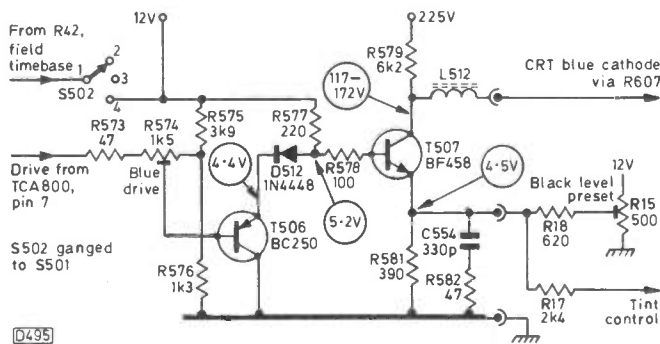 From R42,
field
timebase
12V
225V
1
2
3
4
S502
R579
6k2
117-
172V
L512
CRT blue cathode
via R607
R573
47
R574
1k5
R575
3k9
R577
220
Drive from
TCA800,
pin 7
Blue
drive
4·4V
D512
1N4448
R578
100
T507
BF458
4·5V
12V
Black level
preset
R15
500
5·2V
T506
BC250
S502 ganged
to S501
R576
1k3
C554
330p
R18
620
R581
390
R582
47
R17
2k4
Tint
control
D495